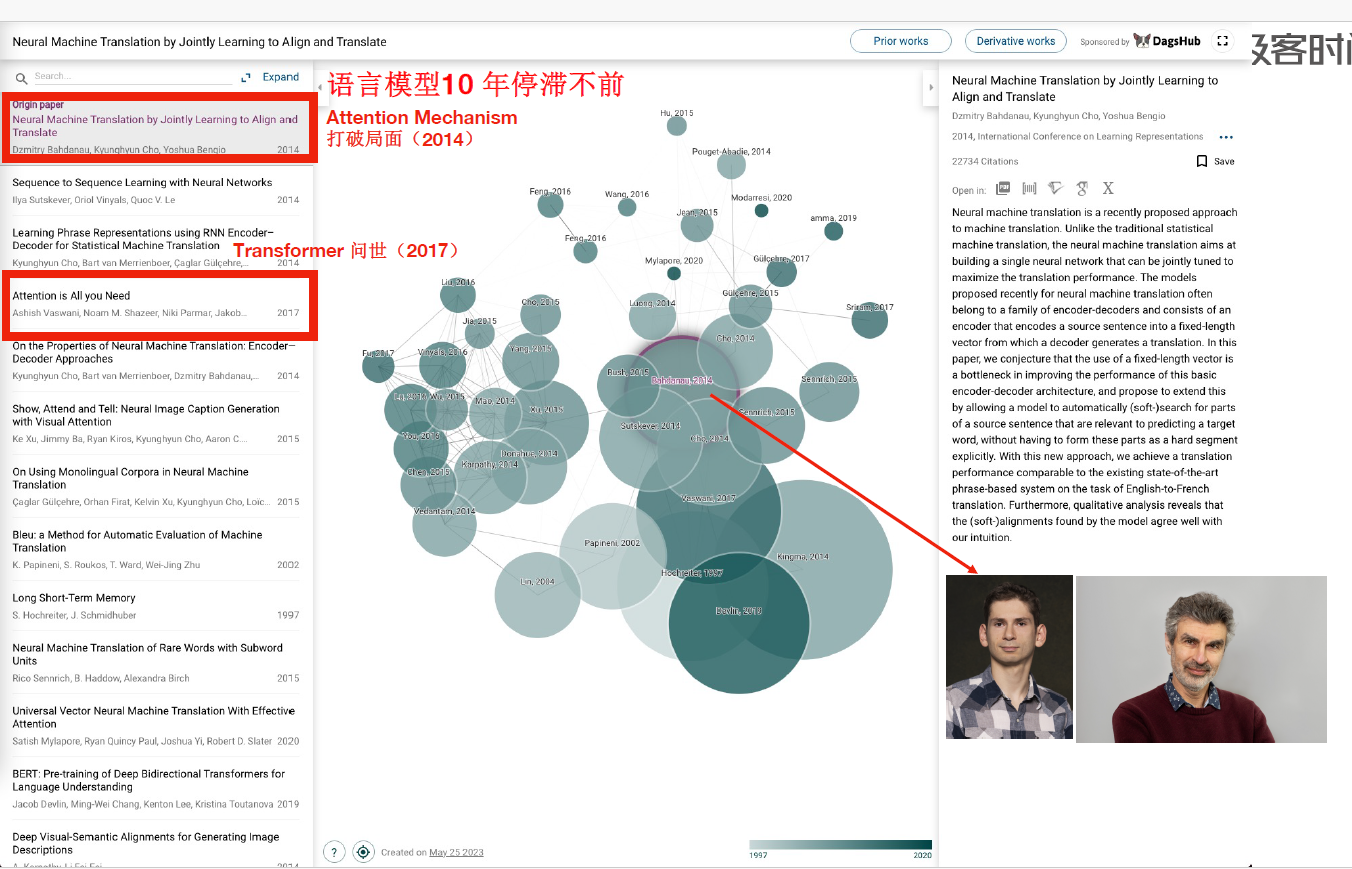 Neural Machine Translation by Jointly Learning to Align and Translate
Prior works
Derivative works
Sponsored by DagsHub
客时
Search...
Expand
语言模型10 年停滞不前
Attention Mechanism
打破局面（2014）
Transformer 问世（2017）
Origin paper
Neural Machine Translation by Jointly Learning to Align and
Translate
Dzmitry Bahdanau, Kyunghyun Cho, Yoshua Bengio 2014
Sequence to Sequence Learning with Neural Networks
Ilya Sutskever, Oriol Vinyals, Quoc V. Le 2014
Learning Phrase Representations using RNN Encoder–
Decoder for Statistical Machine Translation
Kyunghyun Cho, Bart van Merrienboer, Çaglar Gülçehre,... 2014
Attention is All you Need
Ashish Vaswani, Noam M. Shazeer, Niki Parmar, Jakob... 2017
On the Properties of Neural Machine Translation: Encoder–
Decoder Approaches
Kyunghyun Cho, Bart van Merrienboer, Dzmitry Bahdanau,... 2014
Show, Attend and Tell: Neural Image Caption Generation
with Visual Attention
Ke Xu, Jimmy Ba, Ryan Kiros, Kyunghyun Cho, Aaron C.... 2015
On Using Monolingual Corpora in Neural Machine
Translation
Çaglar Gülçehre, Orhan Firat, Kelvin Xu, Kyunghyun Cho, Loïc... 2015
Bleu: a Method for Automatic Evaluation of Machine
Translation
K. Papineni, S. Roukos, T. Ward, Wei-Jing Zhu 2002
Long Short-Term Memory
S. Hochreiter, J. Schmidhuber 1997
Neural Machine Translation of Rare Words with Subword
Units
Rico Sennrich, B. Haddow, Alexandra Birch 2015
Universal Vector Neural Machine Translation With Effective
Attention
Satish Mylapore, Ryan Quincy Paul, Joshua Yi, Robert D. Slater 2020
BERT: Pre-training of Deep Bidirectional Transformers for
Language Understanding
Jacob Devlin, Ming-Wei Chang, Kenton Lee, Kristina Toutanova 2019
Deep Visual-Semantic Alignments for Generating Image
Descriptions
Hu, 2015
Pouget-Abadie, 2014
Feng, 2016
Wang, 2016
Modarresi, 2020
Jean, 2015
amma, 2019
Feng, 2016
Mylapore, 2020
Gülçehre, 2017
Liu, 2016
Cho, 2015
Luong, 2014
Gülçehre, 2015
Sriram, 2017
Jia, 2015
Cho, 2014
Fu, 2017
Vinyals, 2016
Yang, 2015
Rush, 2015
Bahdanau, 2014
Sennrich, 2015
Wu, 2015
Mao, 2014
Xu, 2015
Sennrich, 2015
Sutskever, 2014
You, 2016
Cho, 2014
Donahue, 2014
Karpathy, 2014
Chen, 2015
Vaswani, 2017
Vedantam, 2014
Papineni, 2002
Kingma, 2014
Hochreiter, 1997
Lin, 2004
Devlin, 2019
?
Created on May 25 2023
1997
2020
Neural Machine Translation by Jointly Learning to
Align and Translate
Dzmitry Bahdanau, Kyunghyun Cho, Yoshua Bengio
2014, International Conference on Learning Representations
22734 Citations
Save
Open in:
Neural machine translation is a recently proposed approach
to machine translation. Unlike the traditional statistical
machine translation, the neural machine translation aims at
building a single neural network that can be jointly tuned to
maximize the translation performance. The models
proposed recently for neural machine translation often
belong to a family of encoder-decoders and consists of an
encoder that encodes a source sentence into a fixed-length
vector from which a decoder generates a translation. In this
paper, we conjecture that the use of a fixed-length vector is
a bottleneck in improving the performance of this basic
encoder-decoder architecture, and propose to extend this
by allowing a model to automatically (soft-)search for parts
of a source sentence that are relevant to predicting a target
word, without having to form these parts as a hard segment
explicitly. With this new approach, we achieve a translation
performance comparable to the existing state-of-the-art
phrase-based system on the task of English-to-French
translation. Furthermore, qualitative analysis reveals that
the (soft-)alignments found by the model agree well with
our intuition.